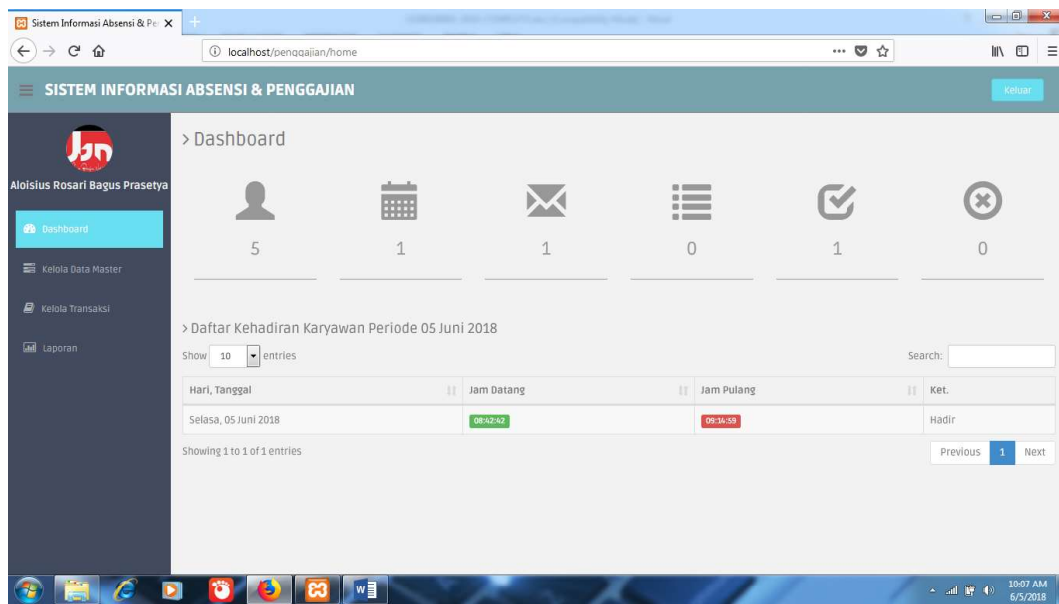 Sistem Informasi Absensi & Pe
localhost/penggajian/home
SISTEM INFORMASI ABSENSI & PENGGAJIAN
Keluar
Jbn
Aloisius Rosari Bagus Prasetya
Dashboard
Kelola Data Master
Kelola Transaksi
Laporan
> Dashboard
5 1 1 0 1 0
> Daftar Kehadiran Karyawan Periode 05 Juni 2018
Show 10 entries
Search:
Hari, Tanggal Jam Datang Jam Pulang Ket.
Selasa, 05 Juni 2018 08:42:42 09:14:59 Hadir
Showing 1 to 1 of 1 entries
Previous 1 Next
10:07 AM
6/5/2018